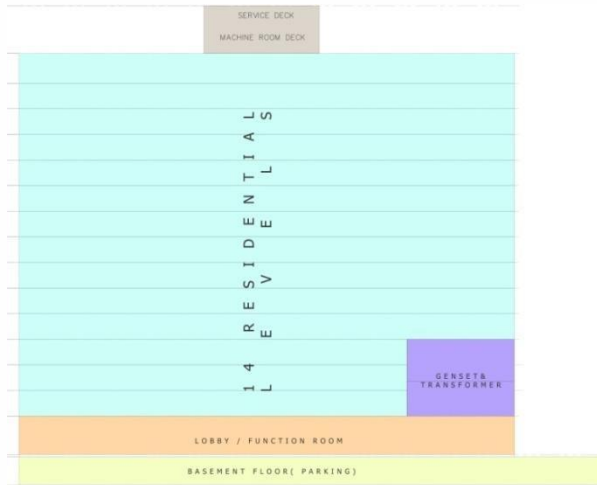 SERVICE DECK
MACHINE ROOM DECK
14 RESIDENTIAL
LEVELS
GENSET&
TRANSFORMER
LOBBY / FUNCTION ROOM
BASEMENT FLOOR( PARKING)